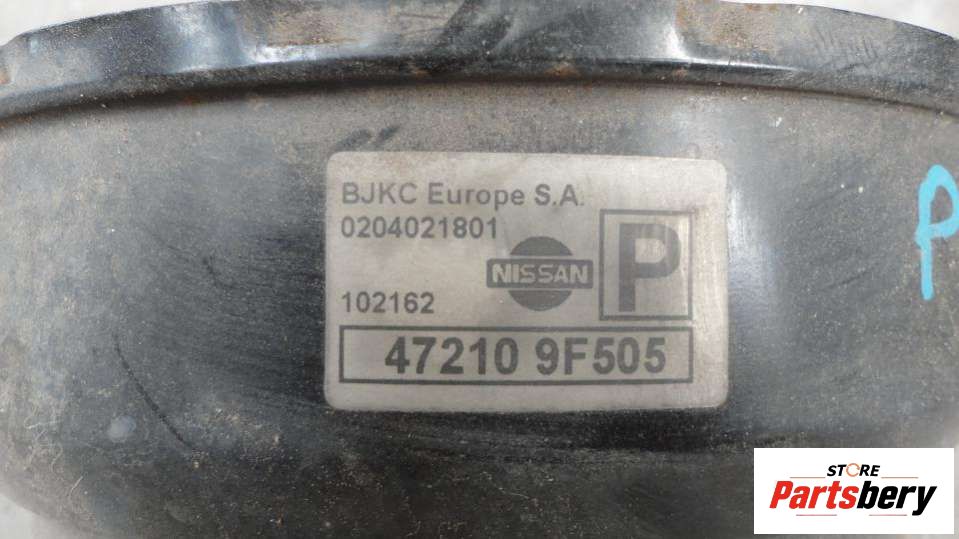 BJKC Europe S.A.
0204021801
NISSAN
P
102162
47210 9F505
P
STORE
Partsbery